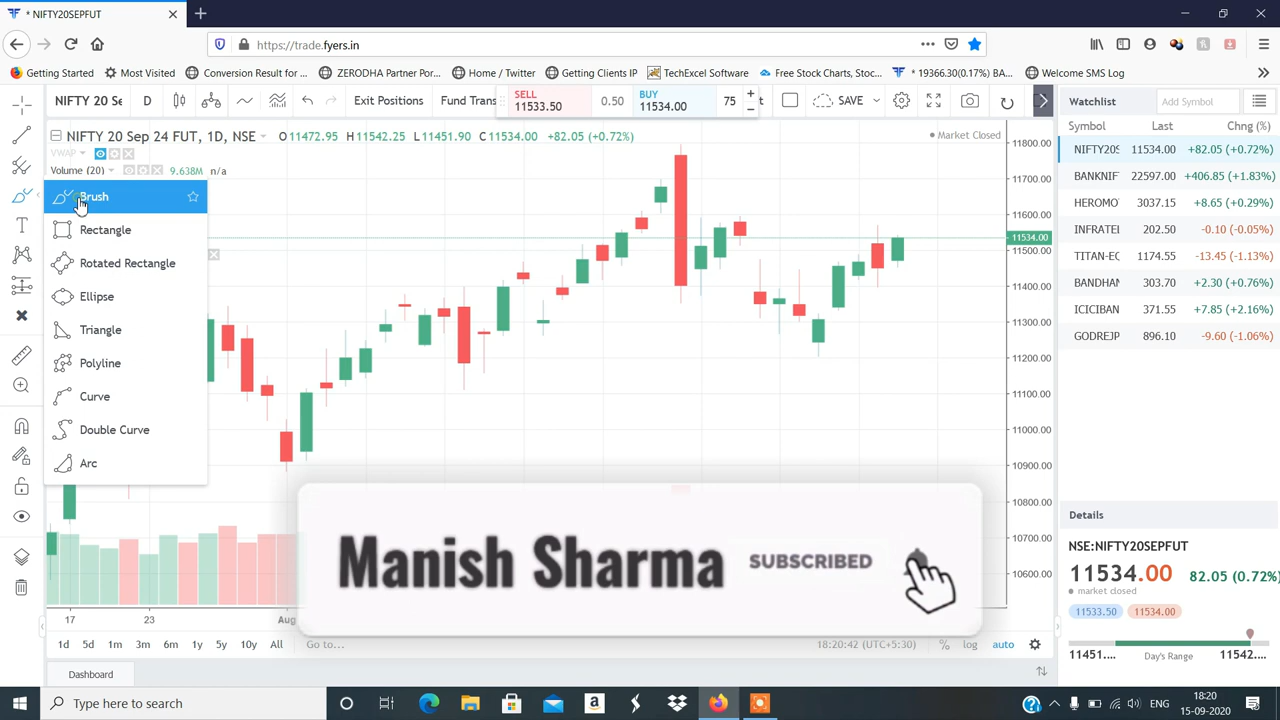 * NIFTY20SEPFUT
https://trade.fyers.in
Getting Started Most Visited Conversion Result for ... ZERODHA Partner Por... Home / Twitter Getting Clients IP TechExcel Software Free Stock Charts, Stoc... * 19366.30(0.17%) BA... Welcome SMS Log
NIFTY 20 Se D Exit Positions Fund Trans SELL 11533.50 0.50 BUY 11534.00 75 t SAVE
NIFTY 20 Sep 24 FUT, 1D, NSE O11472.95 H11542.25 L11451.90 C11534.00 +82.05 (+0.72%)
Market Closed
VWAP
Volume (20) 9.638M n/a
Brush
Rectangle
Rotated Rectangle
Ellipse
Triangle
Polyline
Curve
Double Curve
Arc
11800.00
11700.00
11600.00
11534.00
11500.00
11400.00
11300.00
11200.00
11100.00
11000.00
10900.00
10800.00
10700.00
10600.00
17 23 Aug
Manish Sharma SUBSCRIBED
1d 5d 1m 3m 6m 1y 5y 10y All Go to... 18:20:42 (UTC+5:30) % log auto
Dashboard
Watchlist Add Symbol
Symbol Last Chng (%)
NIFTY20S 11534.00 +82.05 (+0.72%)
BANKNIF 22597.00 +406.85 (+1.83%)
HEROMO 3037.15 +8.65 (+0.29%)
INFRATEI 202.50 -0.10 (-0.05%)
TITAN-EC 1174.55 -13.45 (-1.13%)
BANDHAN 303.70 +2.30 (+0.76%)
ICICIBAN 371.55 +7.85 (+2.16%)
GODREJP 896.10 -9.60 (-1.06%)
Details
NSE:NIFTY20SEPFUT
11534.00 82.05 (0.72%)
market closed
11533.50 11534.00
11451.... Day's Range 11542....
Type here to search
ENG
18:20
15-09-2020